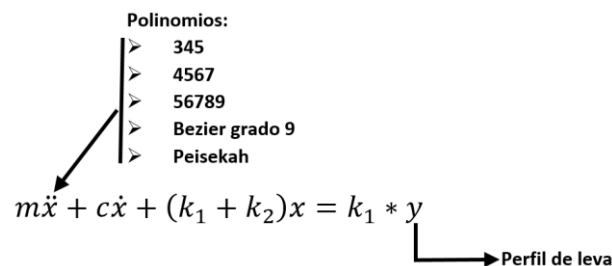 Polinomios:
➢ 345
➢ 4567
➢ 56789
➢ Bezier grado 9
➢ Peisekah
mẍ + cẋ + (k₁ + k₂)x = k₁ * y
Perfil de leva